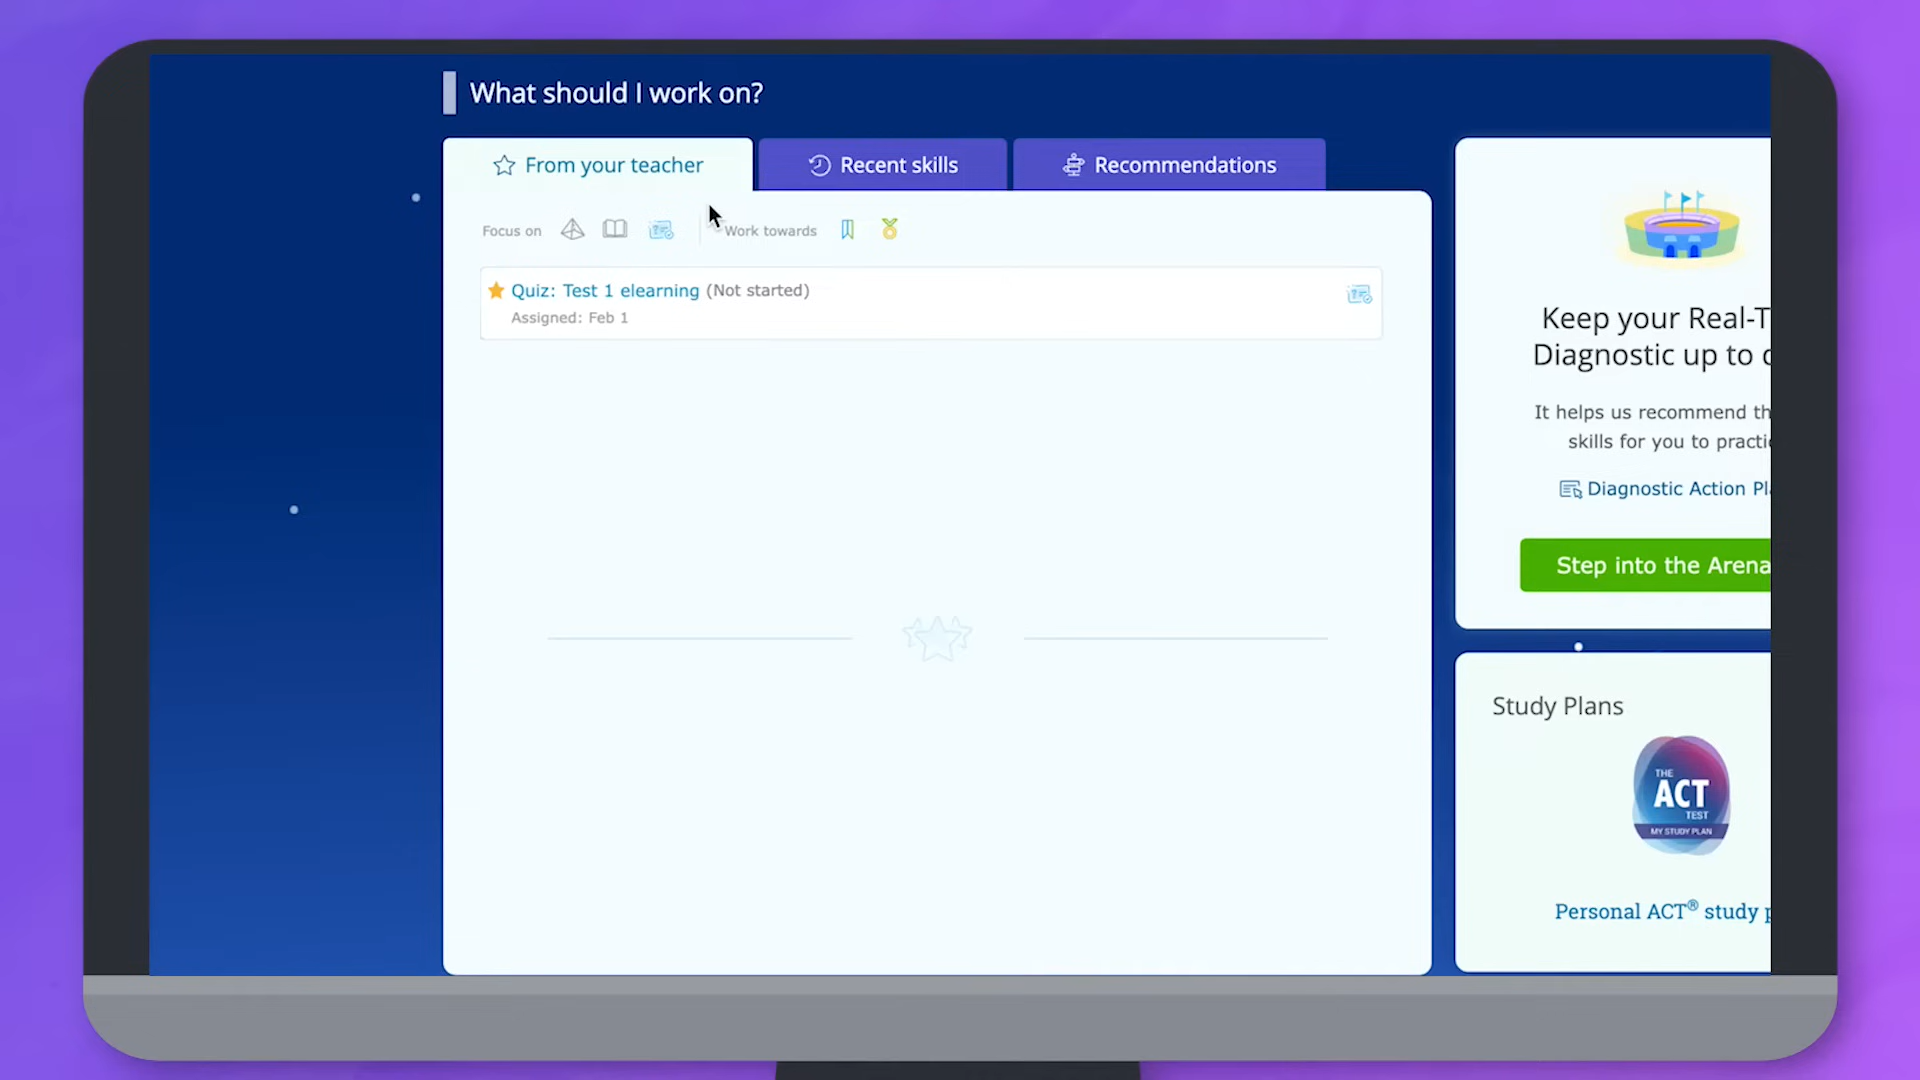 What should I work on?
From your teacher
Recent skills
Recommendations
Focus on
Work towards
Quiz: Test 1 elearning (Not started)
Assigned: Feb 1
Keep your Real-T
Diagnostic up to
It helps us recommend th
skills for you to practi
Diagnostic Action Pl
Step into the Arena
Study Plans
THE
ACT
TEST
MY STUDY PLAN
Personal ACT® study p